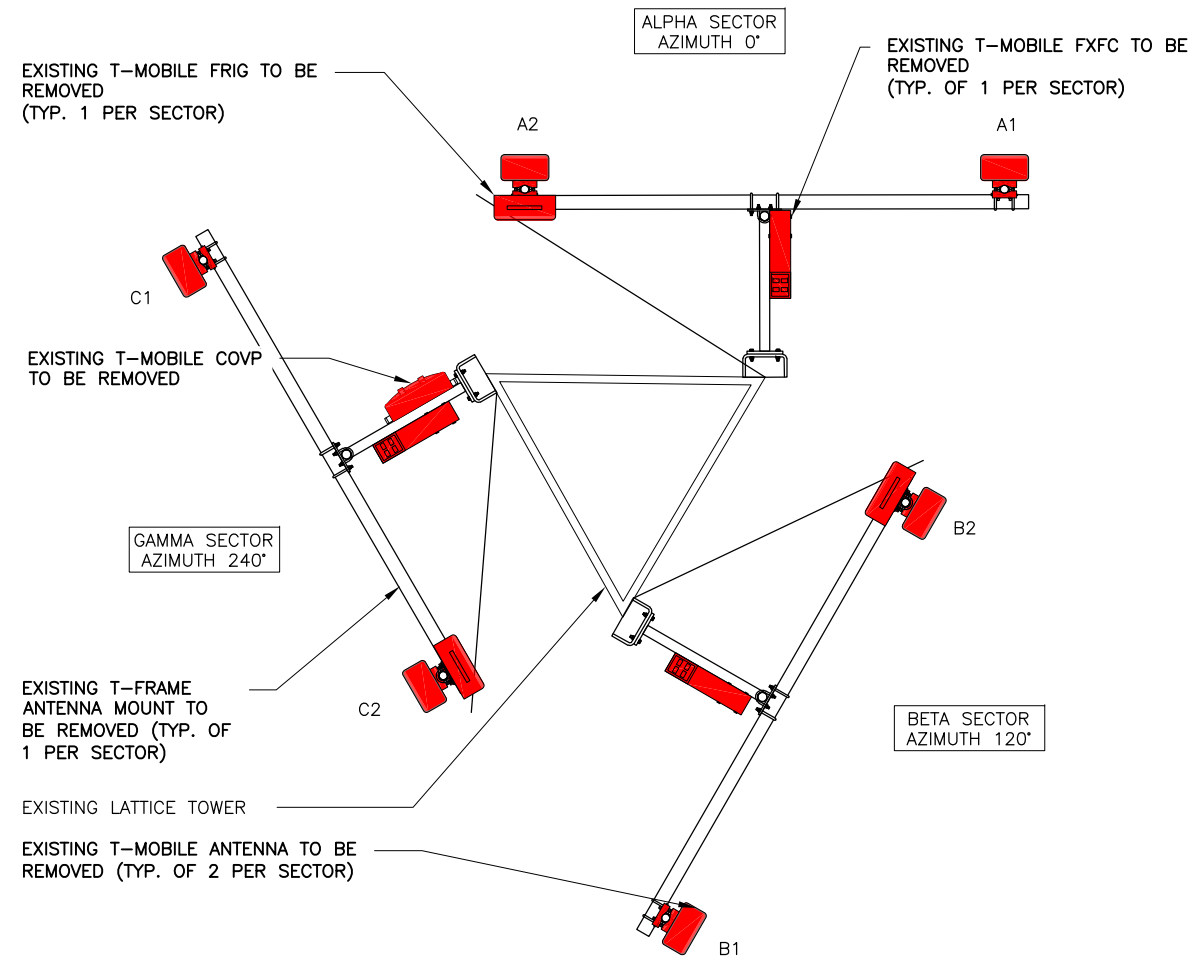 ALPHA SECTOR
AZIMUTH 0°
EXISTING T-MOBILE FXFC TO BE
REMOVED
(TYP. OF 1 PER SECTOR)
EXISTING T-MOBILE FRIG TO BE
REMOVED
(TYP. 1 PER SECTOR)
A2
A1
C1
EXISTING T-MOBILE COVP
TO BE REMOVED
GAMMA SECTOR
AZIMUTH 240°
B2
EXISTING T-FRAME
ANTENNA MOUNT TO
BE REMOVED (TYP. OF
1 PER SECTOR)
C2
BETA SECTOR
AZIMUTH 120°
EXISTING LATTICE TOWER
EXISTING T-MOBILE ANTENNA TO BE
REMOVED (TYP. OF 2 PER SECTOR)
B1